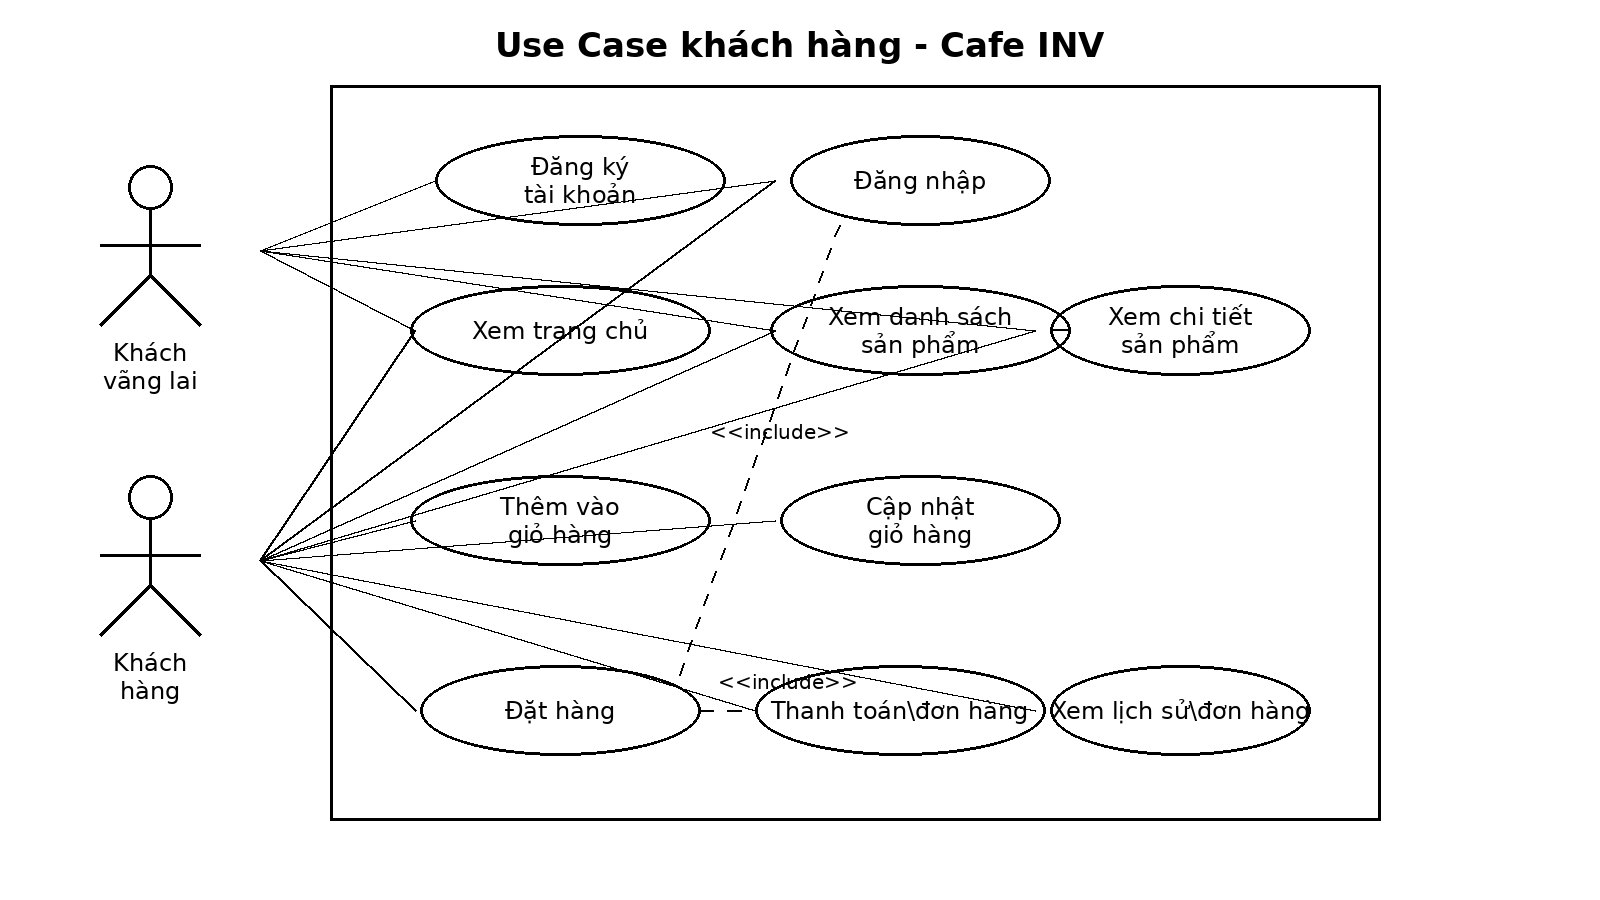 Use Case khách hàng - Cafe INV
Đăng ký
tài khoản
Đăng nhập
Khách
vãng lai
Xem trang chủ
Xem danh sách
sản phẩm
Xem chi tiết
sản phẩm
<<include>>
Thêm vào
giỏ hàng
Cập nhật
giỏ hàng
Khách
hàng
<<include>>
Đặt hàng
Thanh toán\đơn hàng
Xem lịch sử\đơn hàng